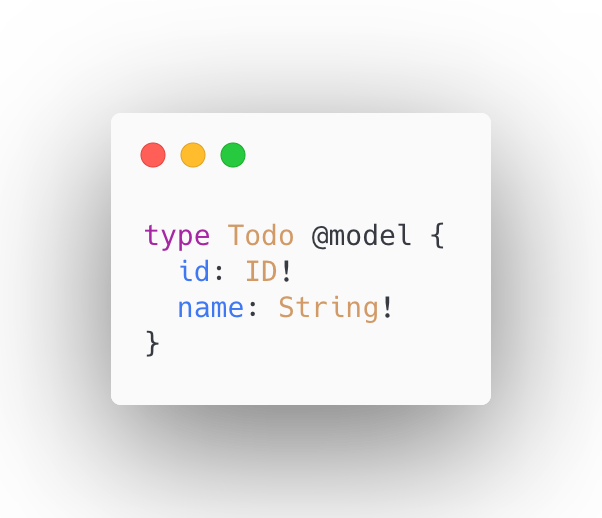 type Todo @model {
  id: ID!
  name: String!
}